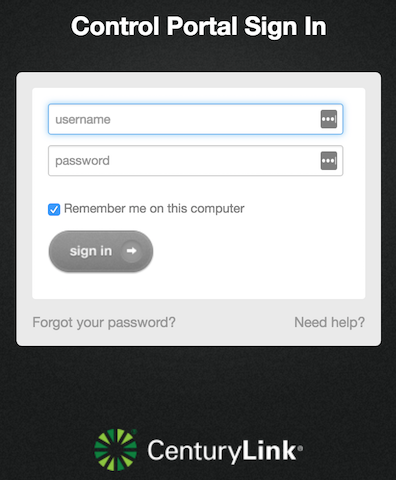 Control Portal Sign In
username
password
Remember me on this computer
sign in
Forgot your password? Need help?
CenturyLink®